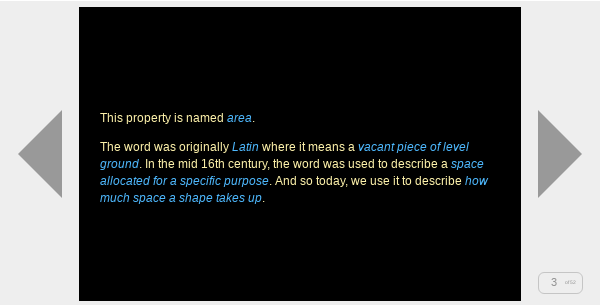 This property is named area.
The word was originally Latin where it means a vacant piece of level
ground. In the mid 16th century, the word was used to describe a space
allocated for a specific purpose. And so today, we use it to describe how
much space a shape takes up.
3 of 52